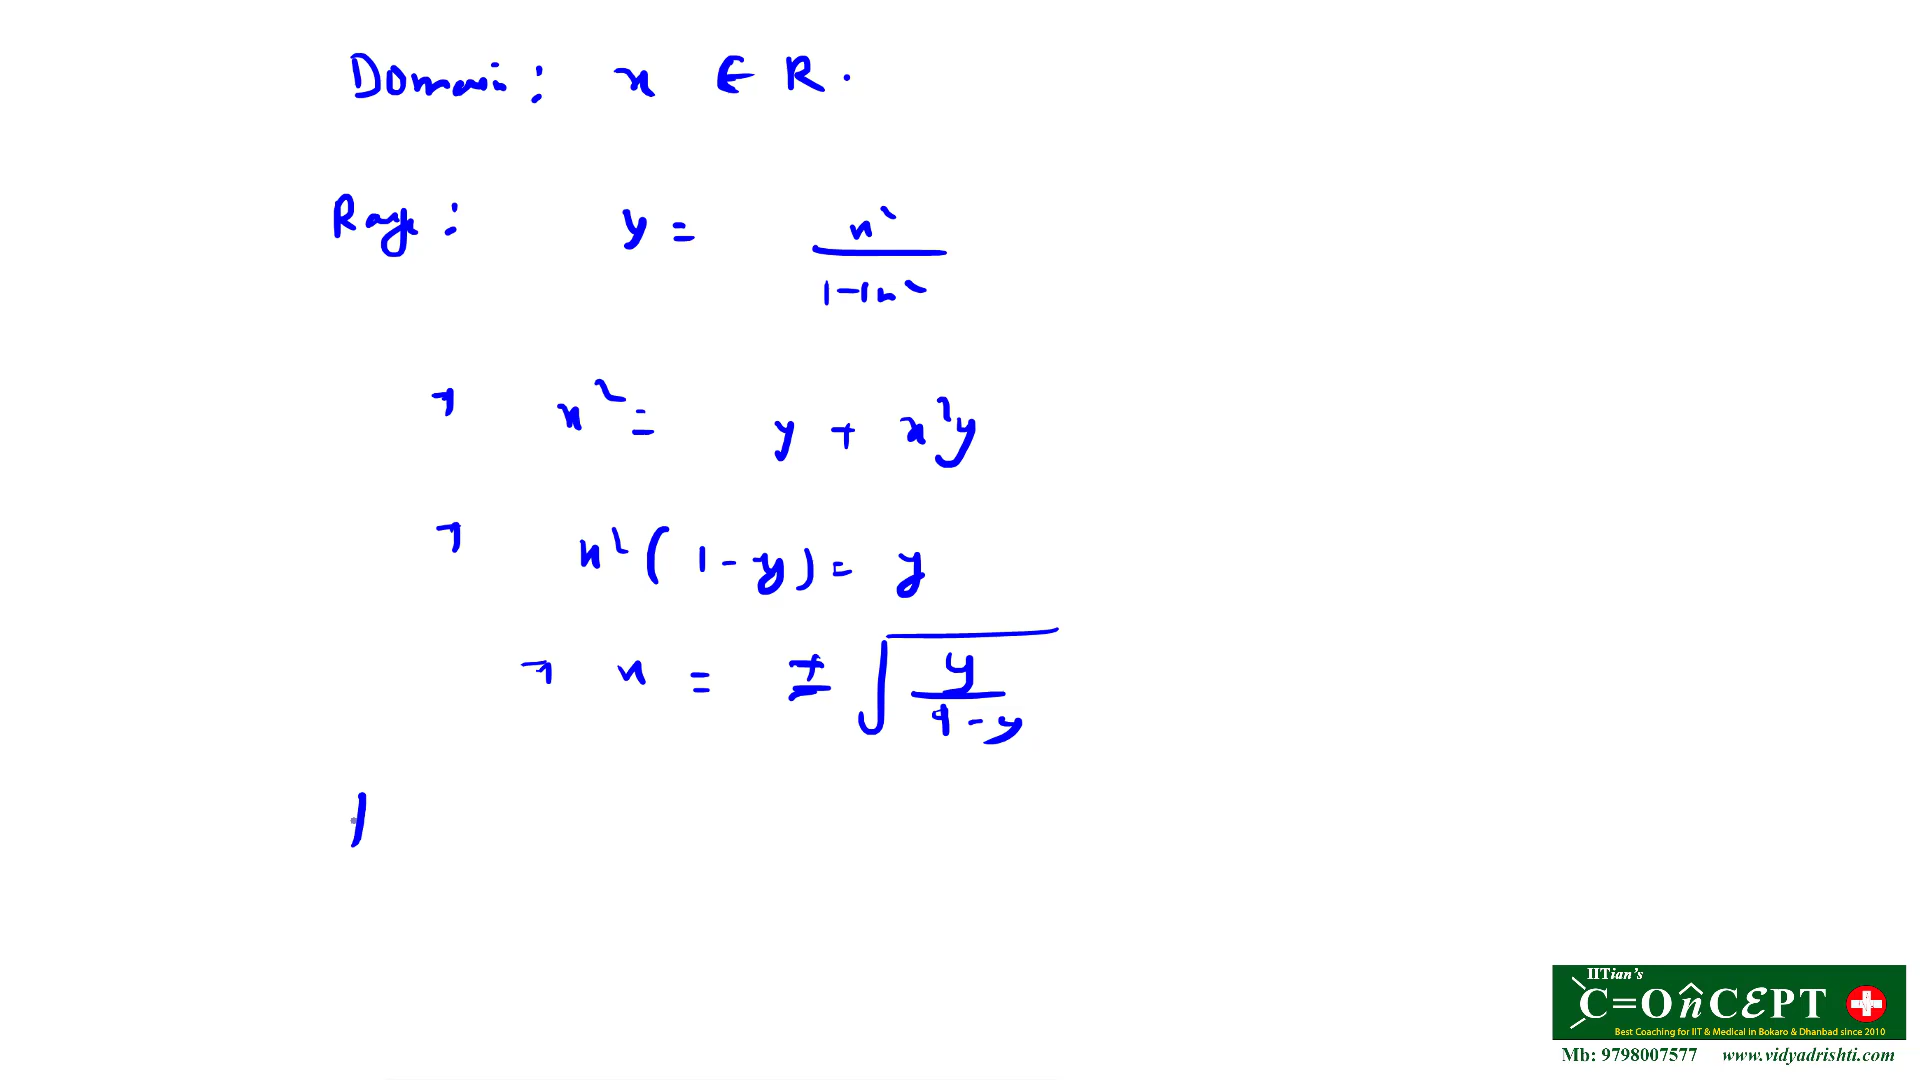 Domain : x ∈ R .
Range : y = x² / 1+x²
→ x² = y + x²y
→ x² ( 1 - y ) = y
→ x = ± √ y / 1 - y
IITian's
C=OnCEPT
Best Coaching for IIT & Medical in Bokaro & Dhanbad since 2010
Mb: 9798007577 www.vidyadrishti.com